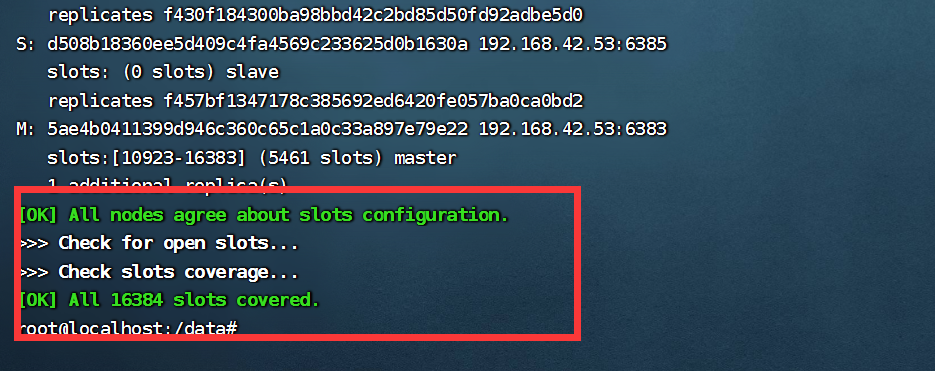 replicates f430f184300ba98bbd42c2bd85d50fd92adbe5d0
S: d508b18360ee5d409c4fa4569c233625d0b1630a 192.168.42.53:6385
slots: (0 slots) slave
replicates f457bf1347178c385692ed6420fe057ba0ca0bd2
M: 5ae4b0411399d946c360c65c1a0c33a897e79e22 192.168.42.53:6383
slots:[10923-16383] (5461 slots) master
1 additional replica(s)
[OK] All nodes agree about slots configuration.
>>> Check for open slots...
>>> Check slots coverage...
[OK] All 16384 slots covered.
root@localhost:/data#